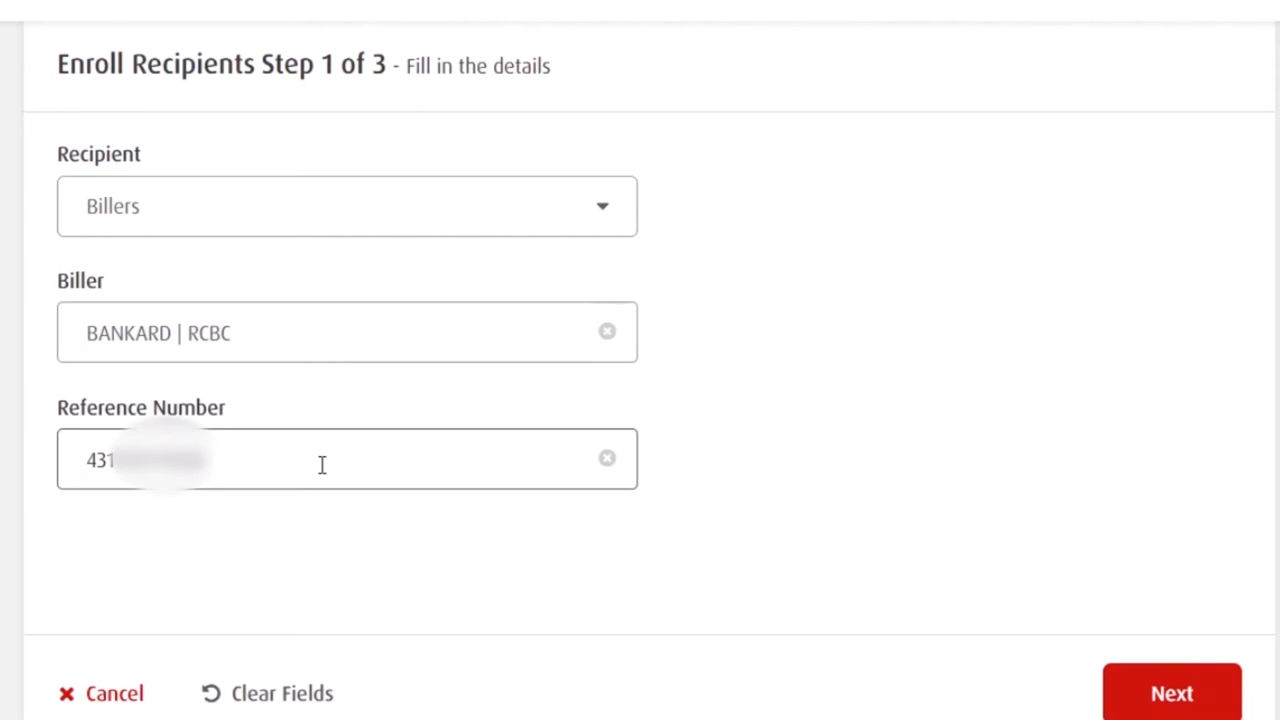 Enroll Recipients Step 1 of 3 - Fill in the details
Recipient
Billers
Biller
BANKARD | RCBC
Reference Number
431
Cancel
Clear Fields
Next